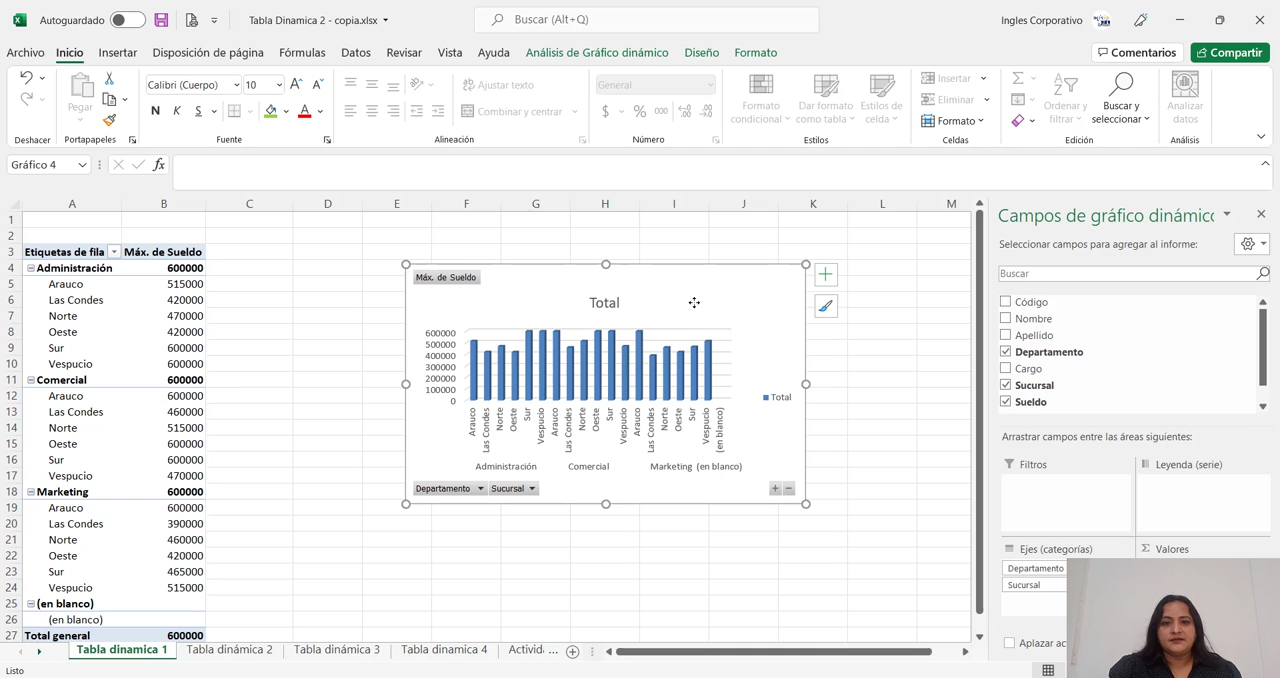 Autoguardado
Tabla Dinamica 2 - copia.xlsx
Buscar (Alt+Q)
Ingles Corporativo
Archivo Inicio Insertar Disposición de página Fórmulas Datos Revisar Vista Ayuda Análisis de Gráfico dinámico Diseño Formato
Comentarios
Compartir
Pegar
Calibri (Cuerpo) 10
N K S
Ajustar texto
Combinar y centrar
General
$ % 000
Formato condicional
Dar formato como tabla
Estilos de celda
Insertar
Eliminar
Formato
Ordenar y filtrar
Buscar y seleccionar
Analizar datos
Deshacer Portapapeles Fuente Alineación Número Estilos Celdas Edición Análisis
Gráfico 4
fx
A B C D E F G H I J K L M
1
2
3 Etiquetas de fila Máx. de Sueldo
4 Administración 600000
5 Arauco 515000
6 Las Condes 420000
7 Norte 470000
8 Oeste 420000
9 Sur 600000
10 Vespucio 600000
11 Comercial 600000
12 Arauco 600000
13 Las Condes 460000
14 Norte 515000
15 Oeste 600000
16 Sur 600000
17 Vespucio 470000
18 Marketing 600000
19 Arauco 600000
20 Las Condes 390000
21 Norte 460000
22 Oeste 420000
23 Sur 465000
24 Vespucio 515000
25 (en blanco)
26 (en blanco)
27 Total general 600000
Máx. de Sueldo
Total
600000
500000
400000
300000
200000
100000
0
Arauco Las Condes Norte Oeste Sur Vespucio Arauco Las Condes Norte Oeste Sur Vespucio Arauco Las Condes Norte Oeste Sur Vespucio (en blanco)
Administración Comercial Marketing (en blanco)
Total
Departamento Sucursal
+ −
Campos de gráfico dinámic
Seleccionar campos para agregar al informe:
Buscar
Código
Nombre
Apellido
Departamento
Cargo
Sucursal
Sueldo
Arrastrar campos entre las áreas siguientes:
Filtros
Leyenda (serie)
Ejes (categorías)
Valores
Departamento
Sucursal
Aplazar ac
Tabla dinamica 1 Tabla dinámica 2 Tabla dinámica 3 Tabla dinamica 4 Activid ...
Listo